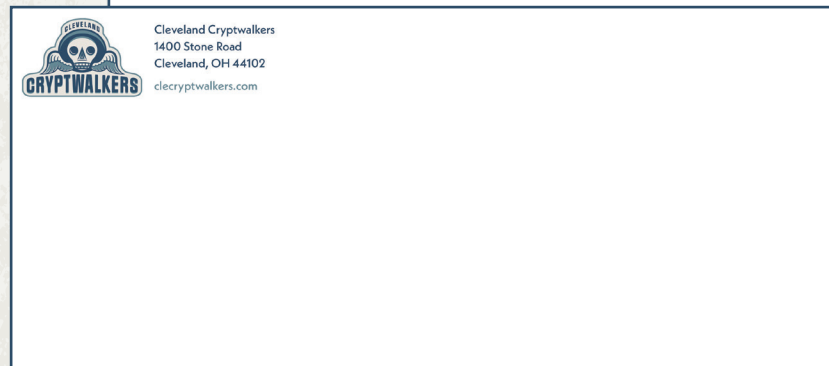 CLEVELAND
CRYPTWALKERS
Cleveland Cryptwalkers
1400 Stone Road
Cleveland, OH 44102
clecryptwalkers.com